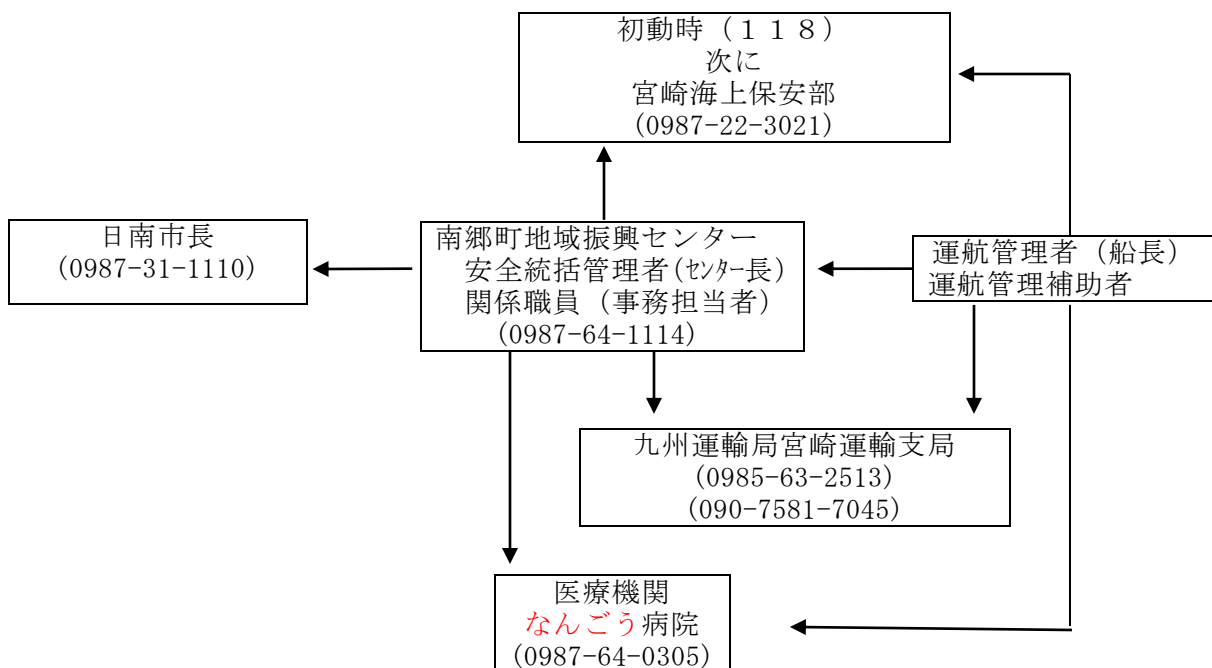 初動時（１１８）
次に
宮崎海上保安部
(0987-22-3021)
日南市長
(0987-31-1110)
南郷町地域振興センター
安全統括管理者(ｾﾝﾀｰ長)
関係職員（事務担当者）
(0987-64-1114)
運航管理者（船長）
運航管理補助者
九州運輸局宮崎運輸支局
(0985-63-2513)
(090-7581-7045)
医療機関
なんごう病院
(0987-64-0305)